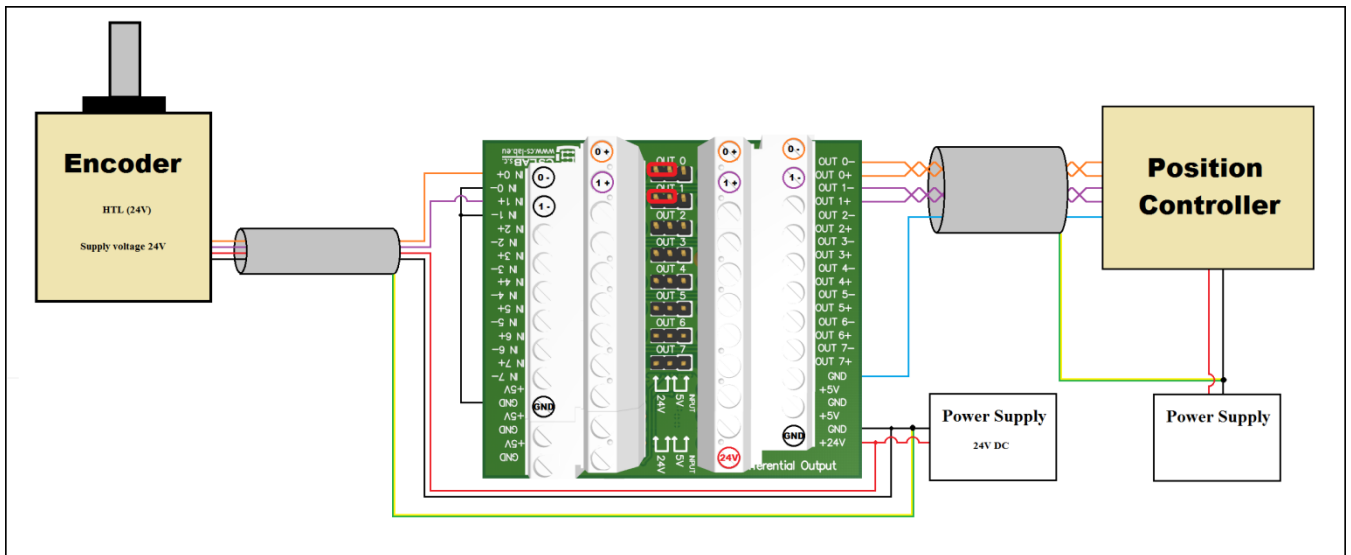 Encoder
HTL (24V)
Supply voltage 24V
www.cs-lab.eu
CSLAB s.c.
IN 0+
IN 0-
IN 1+
IN 1-
IN 2+
IN 2-
IN 3+
IN 3-
IN 4+
IN 4-
IN 5+
IN 5-
IN 6+
IN 6-
IN 7+
IN 7-
+5V
GND
+5V
GND
+5V
GND
0 -
1 -
GND
0 +
1 +
OUT 0
OUT 1
OUT 2
OUT 3
OUT 4
OUT 5
OUT 6
OUT 7
24V
5V
INPUT
24V
5V
INPUT
0 +
1 +
24V
0 -
1 -
GND
ferential Output
OUT 0-
OUT 0+
OUT 1-
OUT 1+
OUT 2-
OUT 2+
OUT 3-
OUT 3+
OUT 4-
OUT 4+
OUT 5-
OUT 5+
OUT 6-
OUT 6+
OUT 7-
OUT 7+
GND
+5V
GND
+5V
GND
+24V
Position
Controller
Power Supply
24V DC
Power Supply